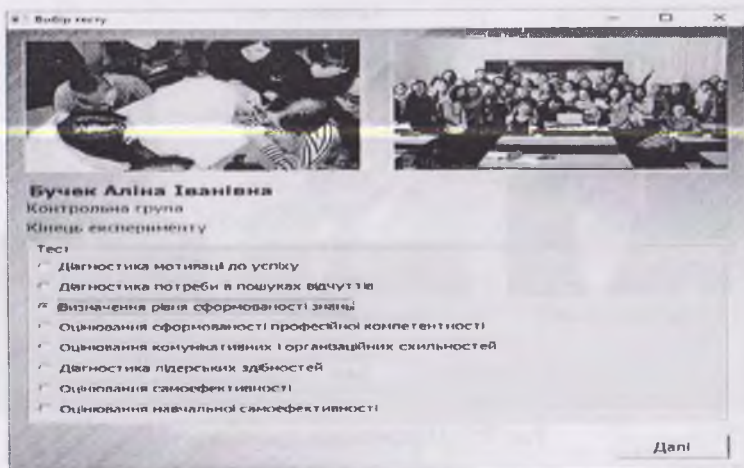 Вибір тесту
Бучек Аліна Іванівна
Контрольна група
Кінець експерименту
Тест
Діагностика мотивації до успіху
Діагностика потреби в пошуках відчуттів
Визначення рівня сформованості знань
Оцінювання сформованості професійної компетентності
Оцінювання комунікативних і організаційних схильностей
Діагностика лідерських здібностей
Оцінювання самоефективності
Оцінювання навчальної самоефективності
Далі